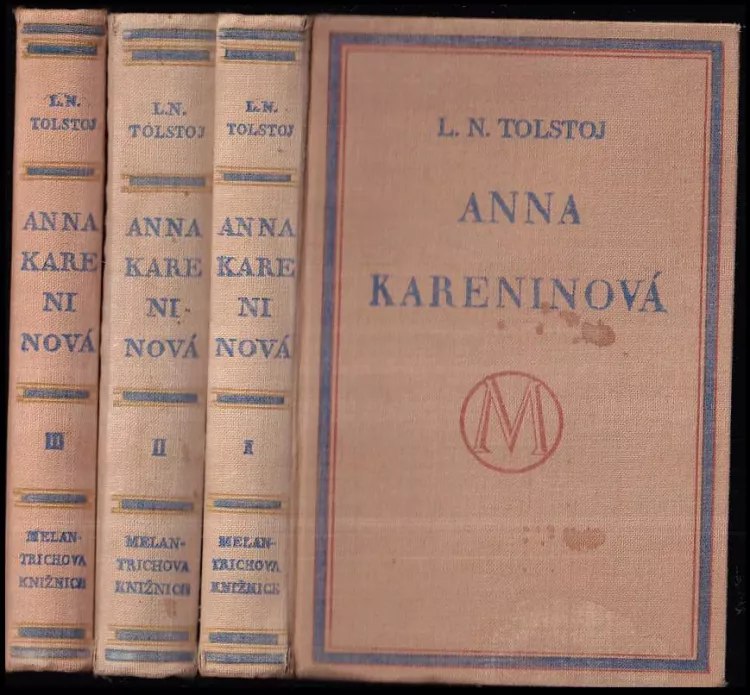 L.N.
TOLSTOJ
ANNA
KARE
NI
NOVÁ
III
MELAN-
TRICHOVA
KNIŽNICE
L.N.
TOLSTOJ
ANNA
KARE
NI
NOVÁ
II
MELAN-
TRICHOVA
KNIŽNICE
L.N.
TOLSTOJ
ANNA
KARE
NI
NOVÁ
I
MELAN-
TRICHOVA
KNIŽNICE
L. N. TOLSTOJ
ANNA
KARENINOVÁ
M